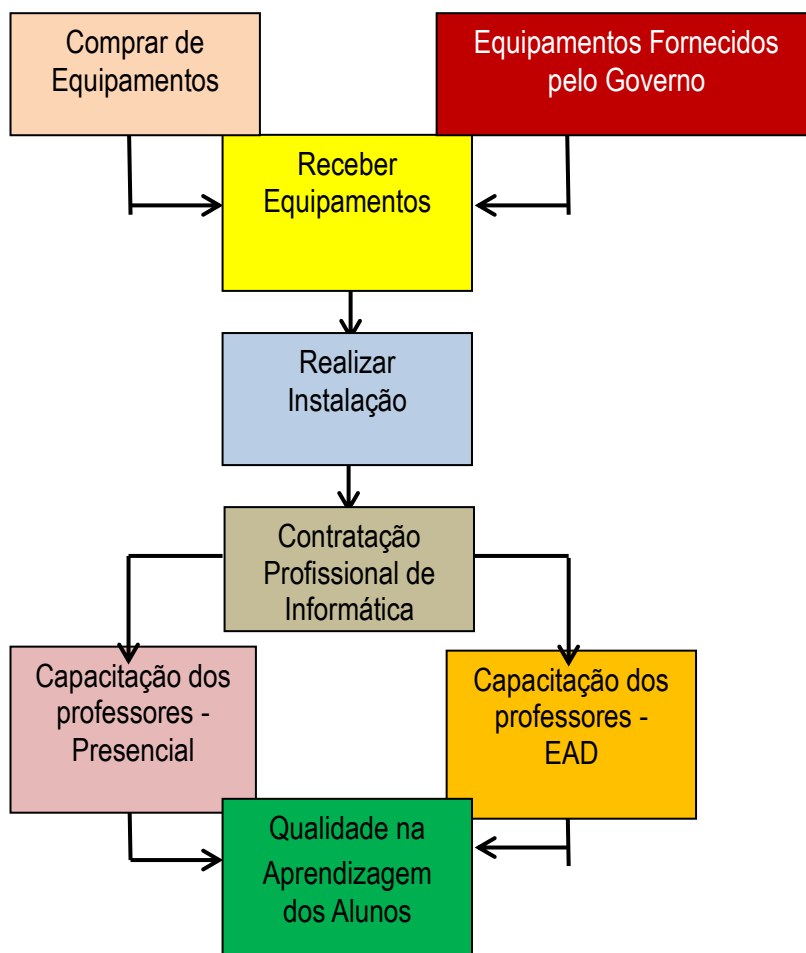 Comprar de
Equipamentos
Equipamentos Fornecidos
pelo Governo
Receber
Equipamentos
Realizar
Instalação
Contratação
Profissional de
Informática
Capacitação dos
professores -
Presencial
Capacitação dos
professores -
EAD
Qualidade na
Aprendizagem
dos Alunos